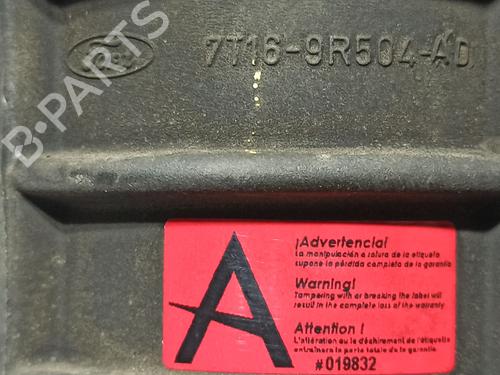 Ford
7T16-9R504-AD
B-PARTS
B-PARTS
A
¡Advertencia!
La manipulación o rotura de la etiqueta
supone la pérdida completa de la garantía
Warning!
Tampering with or breaking the label will
result in the complete loss of the warranty
Attention !
L'altération ou le déchirement de l'étiquette
entraînera la perte totale de la garantie.
#019832